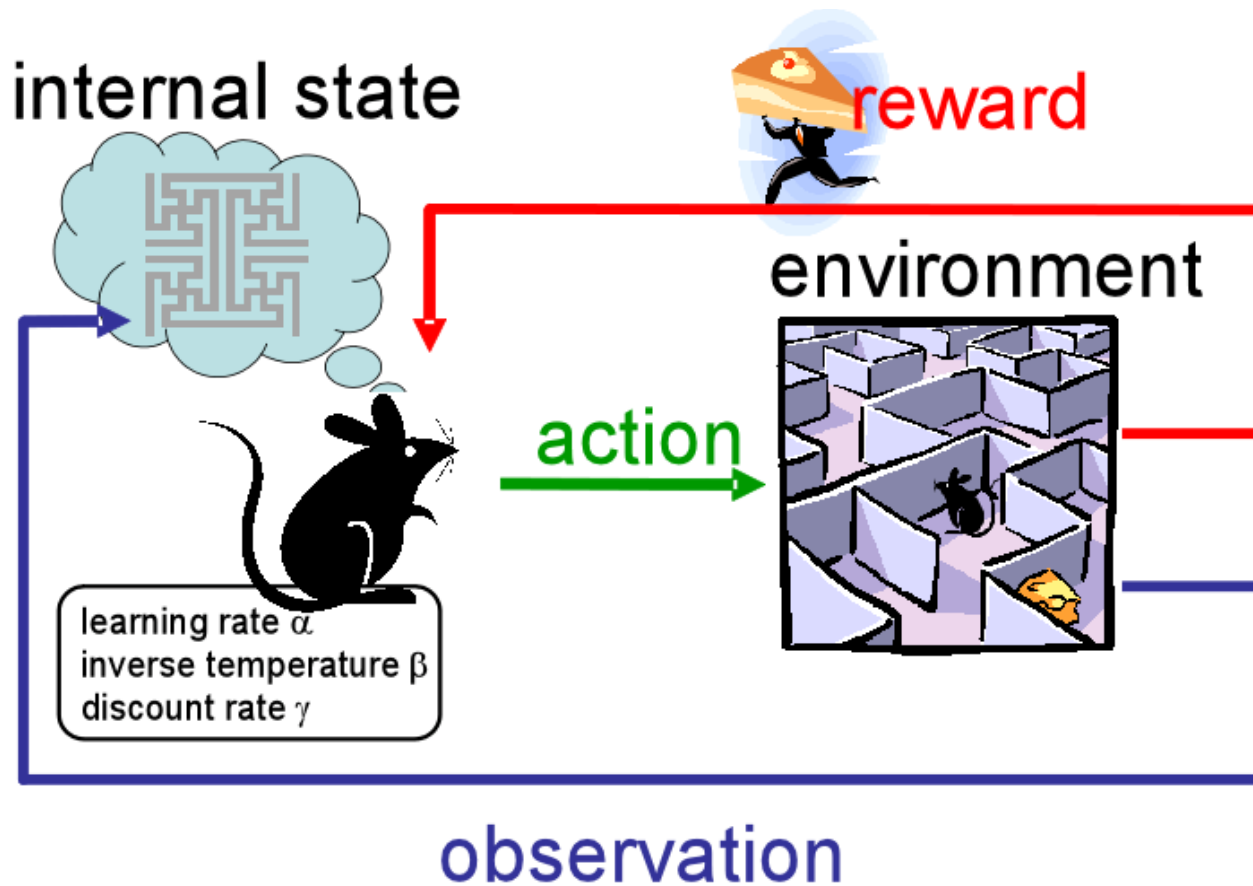 internal state
reward
environment
action
learning rate α
inverse temperature β
discount rate γ
observation